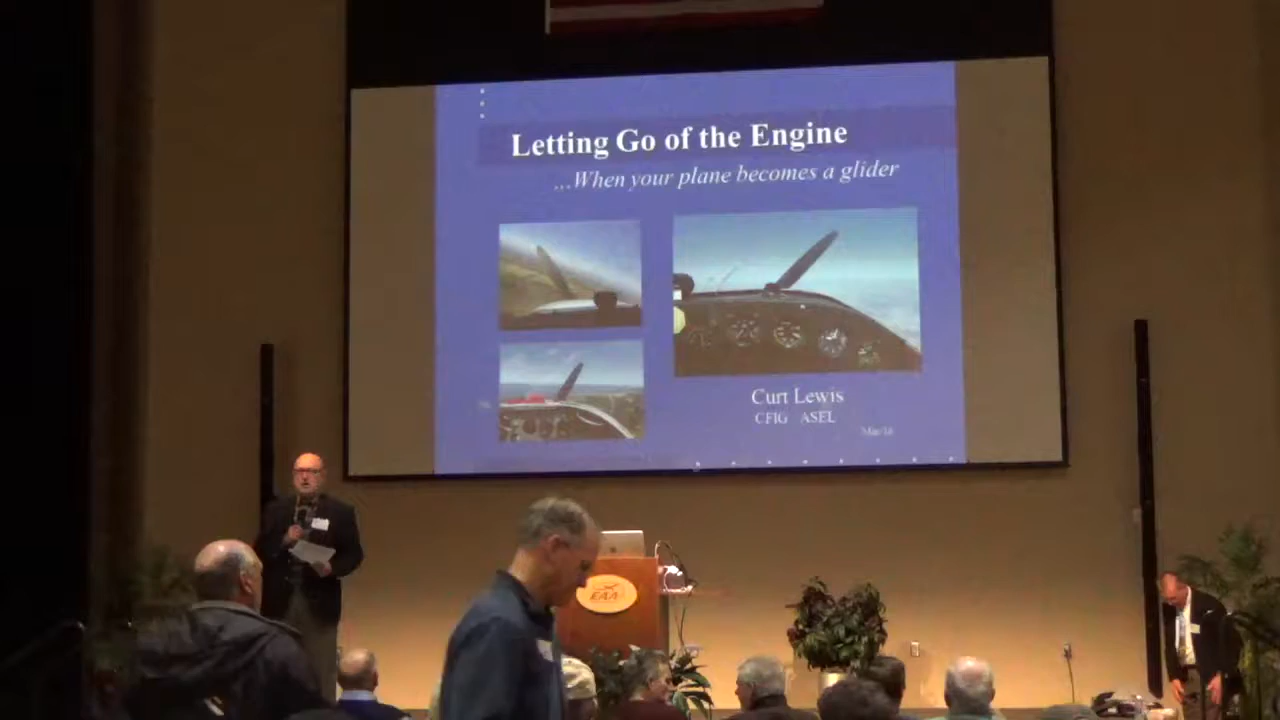 Letting Go of the Engine
...When your plane becomes a glider
Curt Lewis
CFIG ASEL
EAA